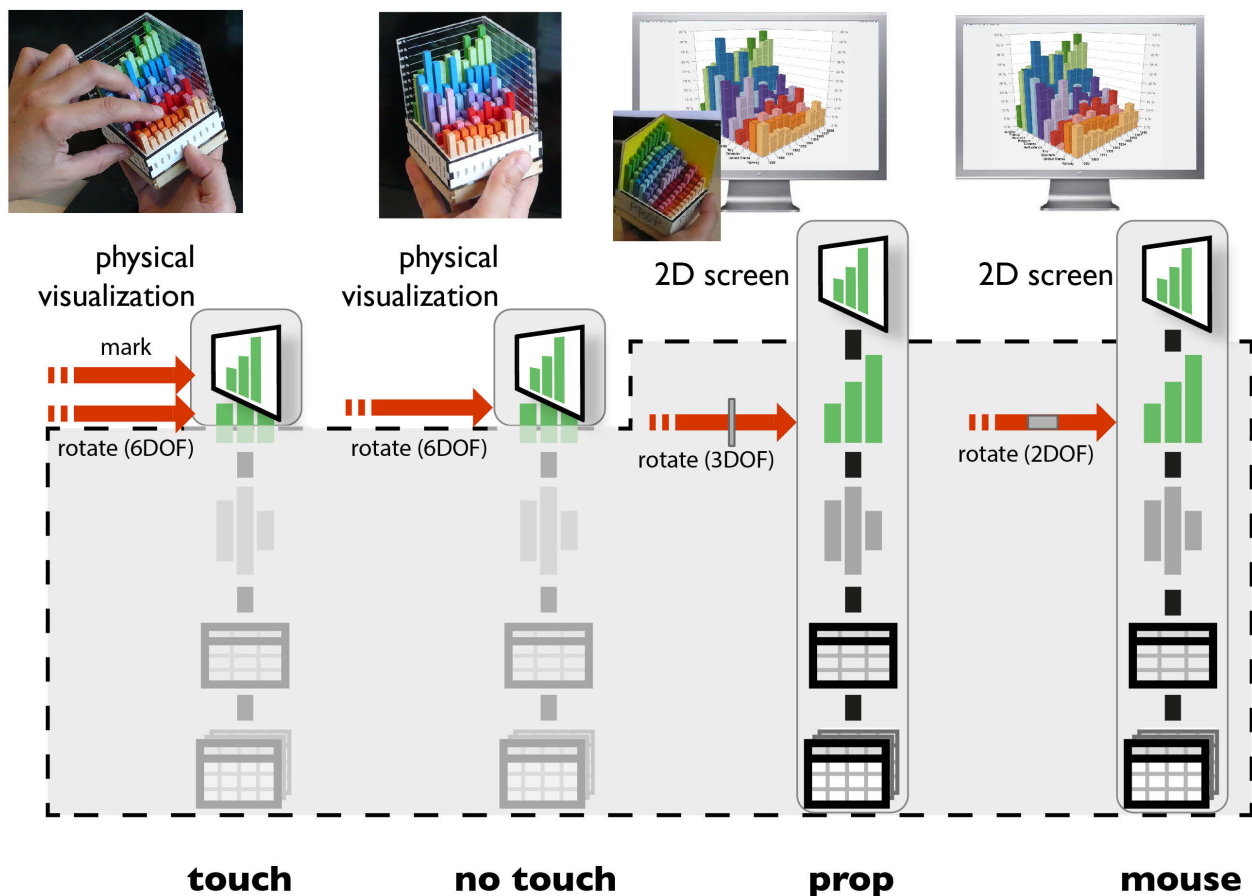 physical
visualization
physical
visualization
2D screen
2D screen
mark
rotate (6DOF)
rotate (6DOF)
rotate (3DOF)
rotate (2DOF)
touch
no touch
prop
mouse